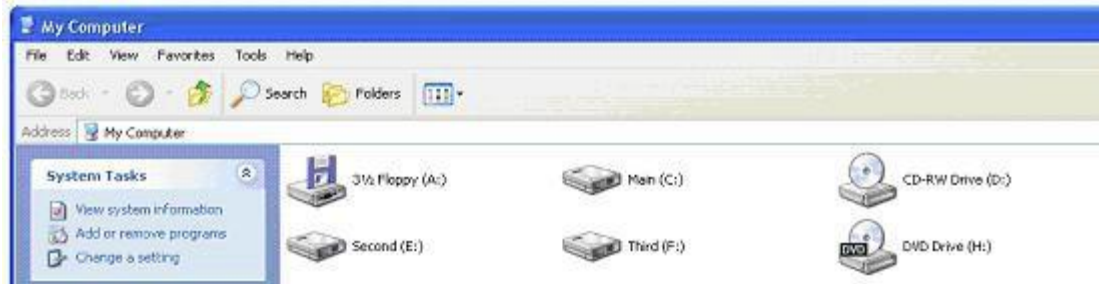 My Computer
File Edit View Favorites Tools Help
Back Search Folders
Address My Computer
System Tasks
View system information
Add or remove programs
Change a setting
3½ Floppy (A:) Main (C:) CD-RW Drive (D:)
Second (E:) Third (F:) DVD Drive (H:)
DVD